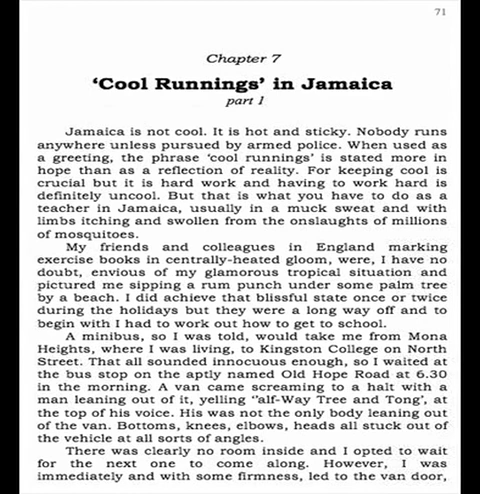 71
Chapter 7
‘Cool Runnings’ in Jamaica
part 1
Jamaica is not cool. It is hot and sticky. Nobody runs
anywhere unless pursued by armed police. When used as
a greeting, the phrase ‘cool runnings’ is stated more in
hope than as a reflection of reality. For keeping cool is
crucial but it is hard work and having to work hard is
definitely uncool. But that is what you have to do as a
teacher in Jamaica, usually in a muck sweat and with
limbs itching and swollen from the onslaughts of millions
of mosquitoes.
My friends and colleagues in England marking
exercise books in centrally-heated gloom, were, I have no
doubt, envious of my glamorous tropical situation and
pictured me sipping a rum punch under some palm tree
by a beach. I did achieve that blissful state once or twice
during the holidays but they were a long way off and to
begin with I had to work out how to get to school.
A minibus, so I was told, would take me from Mona
Heights, where I was living, to Kingston College on North
Street. That all sounded innocuous enough, so I waited at
the bus stop on the aptly named Old Hope Road at 6.30
in the morning. A van came screaming to a halt with a
man leaning out of it, yelling ‘’alf-Way Tree and Tong’, at
the top of his voice. His was not the only body leaning out
of the van. Bottoms, knees, elbows, heads all stuck out of
the vehicle at all sorts of angles.
There was clearly no room inside and I opted to wait
for the next one to come along. However, I was
immediately and with some firmness, led to the van door,